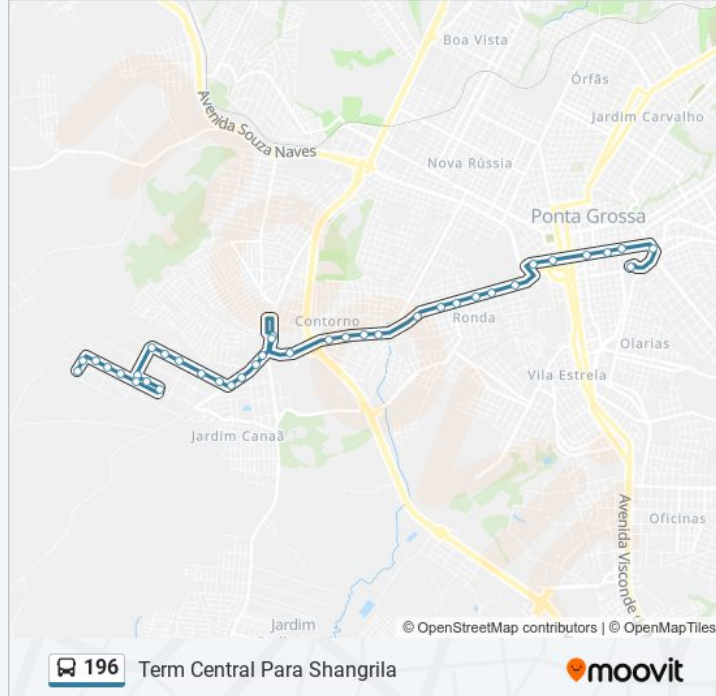 Boa Vista
Órfãs
Jardim Carvalho
Avenida Souza Naves
Nova Rússia
Ponta Grossa
Contorno
Ronda
Olarias
Vila Estrela
Jardim Canaã
Oficinas
Avenida Visconde
Jardim
© OpenStreetMap contributors | © OpenMapTiles
196 Term Central Para Shangrila
moovit